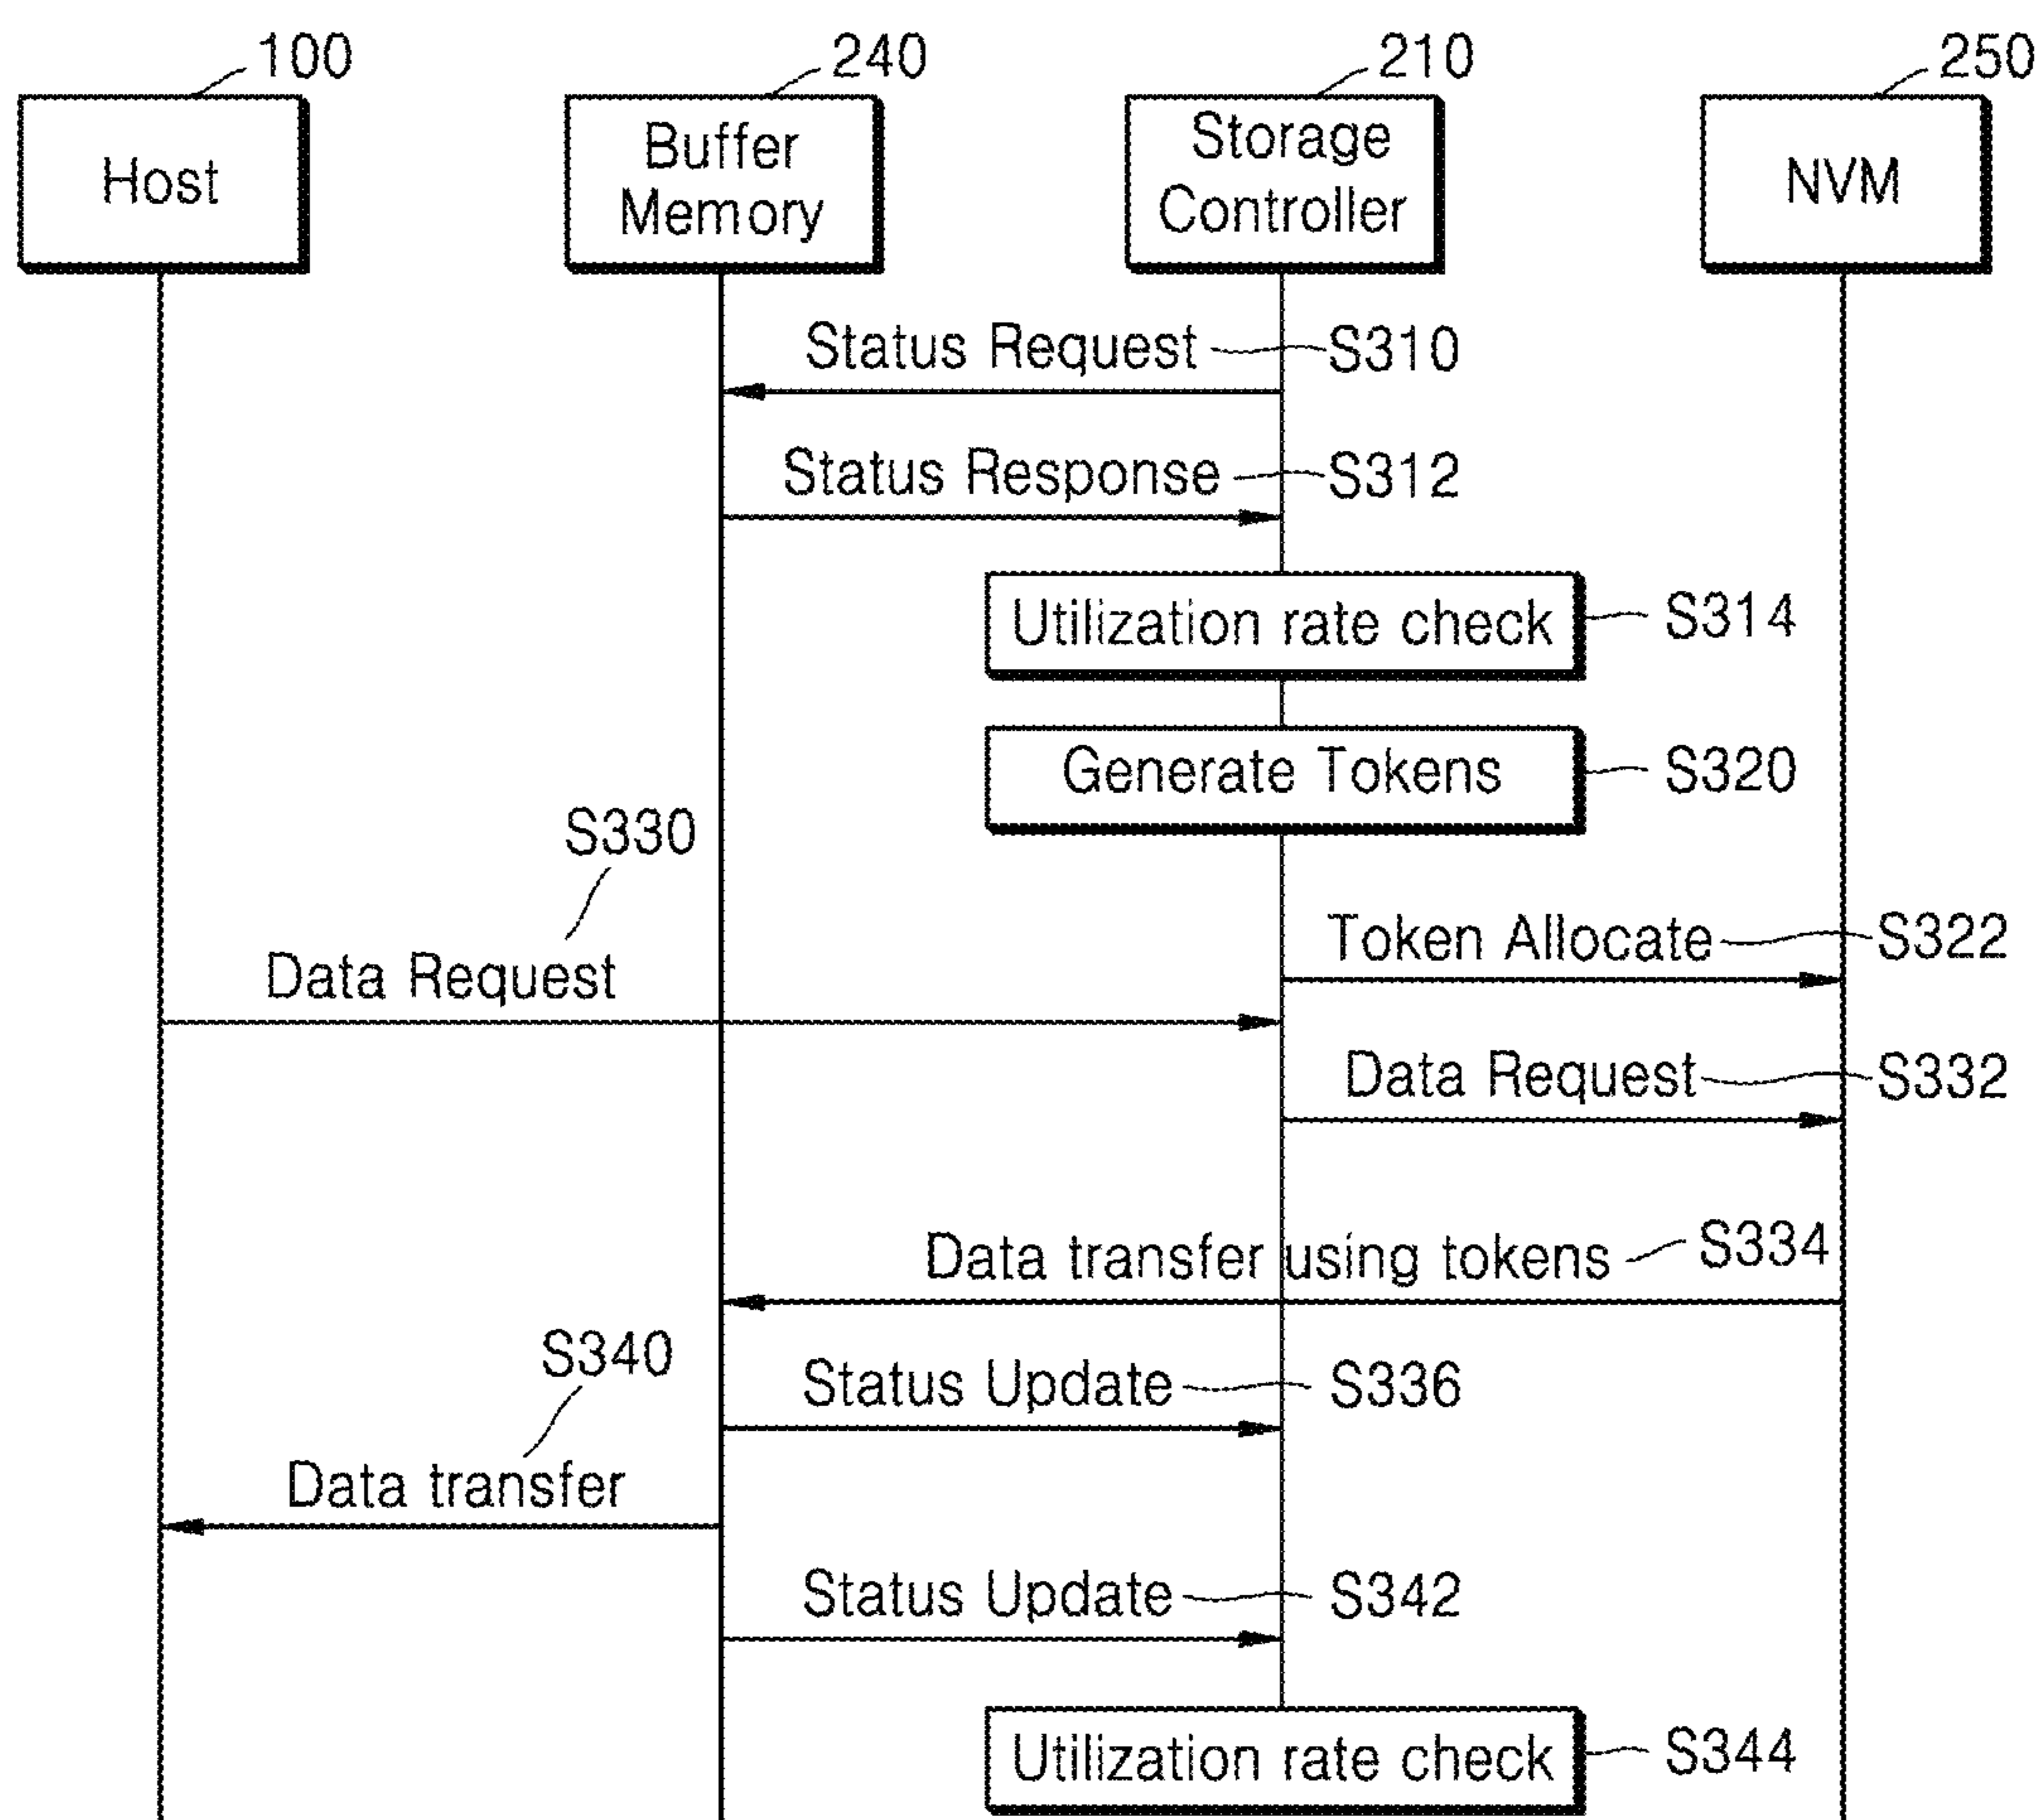 100
240
210
250
Host
Buffer
Memory
Storage
Controller
NVM
Status Request
S310
Status Response
S312
Utilization rate check
S314
Generate Tokens
S320
S330
Token Allocate
S322
Data Request
Data Request
S332
Data transfer using tokens
S334
S340
Status Update
S336
Data transfer
Status Update
S342
Utilization rate check
S344